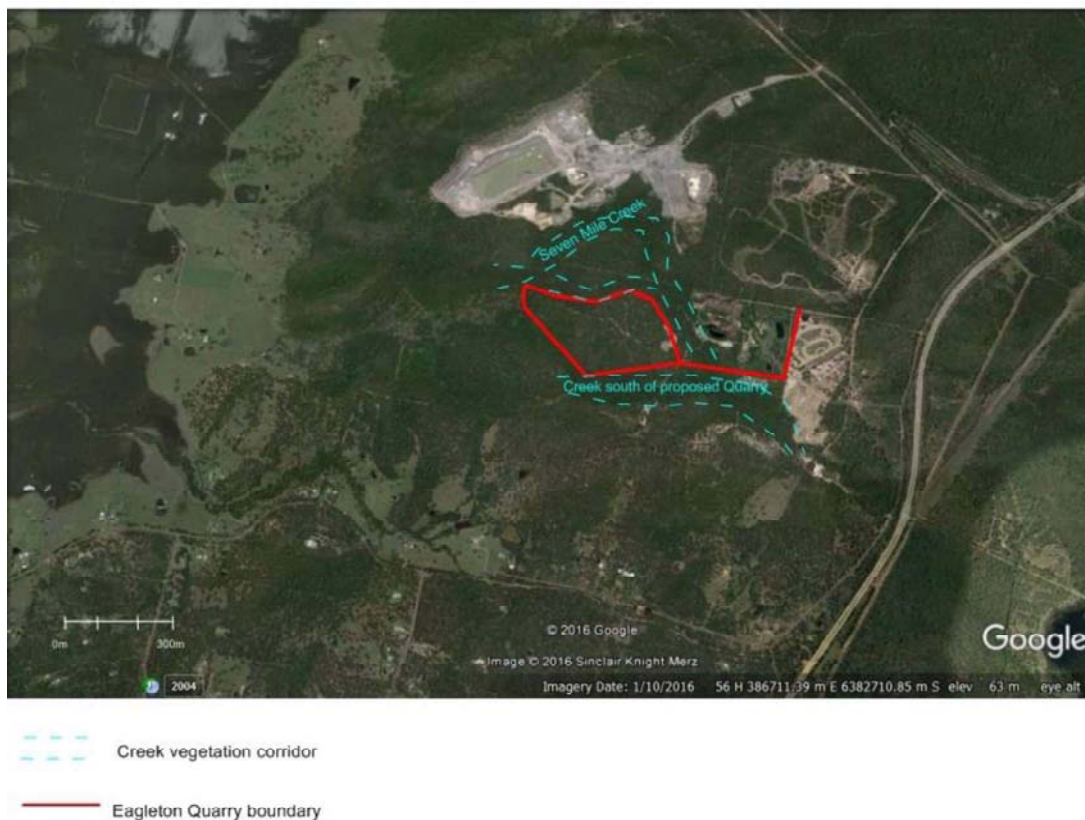 Seven Mile Creek
Creek south of proposed Quarry
0m 300m
© 2016 Google
Image © 2016 Sinclair Knight Merz
Google
2004
Imagery Date: 1/10/2016 56 H 386711.39 m E 6382710.85 m S elev 63 m eye alt
Creek vegetation corridor
Eagleton Quarry boundary